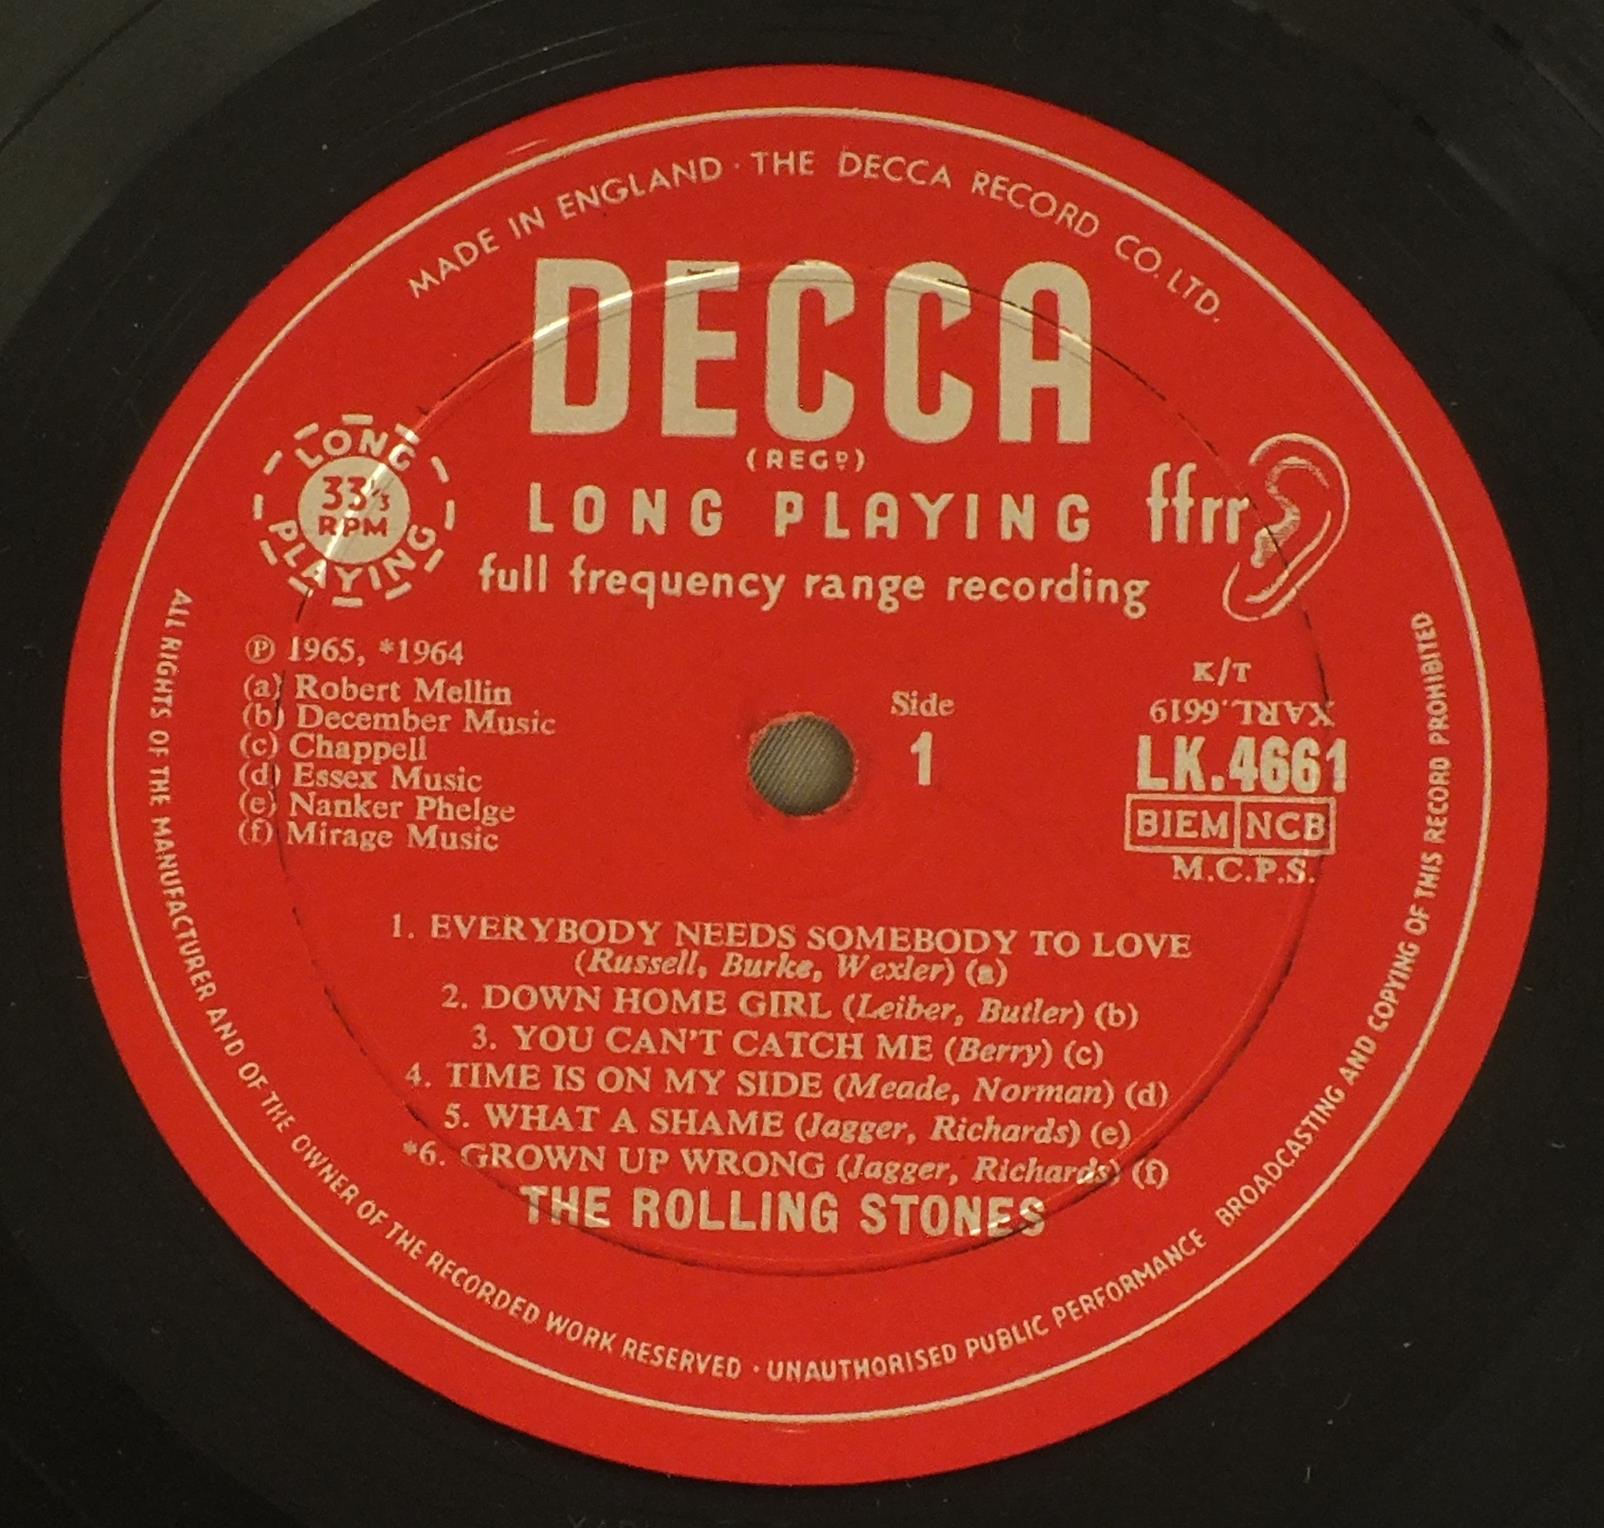 MADE IN ENGLAND · THE DECCA RECORD CO. LTD.
DECCA
(REGD)
LONG PLAYING
33 1/3
RPM
LONG PLAYING
ffrr
full frequency range recording
Ⓟ 1965, *1964
(a) Robert Mellin
(b) December Music
(c) Chappell
(d) Essex Music
(e) Nanker Phelge
(f) Mirage Music
Side
1
K/T
XARL.6619
LK.4661
BIEM NCB
M.C.P.S.
1. EVERYBODY NEEDS SOMEBODY TO LOVE
(Russell, Burke, Wexler) (a)
2. DOWN HOME GIRL (Leiber, Butler) (b)
3. YOU CAN'T CATCH ME (Berry) (c)
4. TIME IS ON MY SIDE (Meade, Norman) (d)
5. WHAT A SHAME (Jagger, Richards) (e)
*6. GROWN UP WRONG (Jagger, Richards) (f)
THE ROLLING STONES
ALL RIGHTS OF THE MANUFACTURER AND OF THE OWNER OF THE RECORDED WORK RESERVED · UNAUTHORISED PUBLIC PERFORMANCE BROADCASTING AND COPYING OF THIS RECORD PROHIBITED